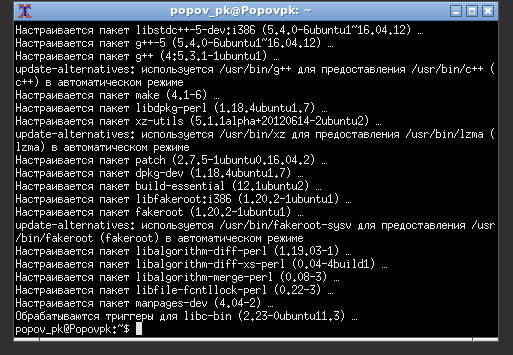 popov_pk@Popovpk: ~
Настраивается пакет libstdc++-5-dev:i386 (5.4.0-6ubuntu1~16.04.12) …
Настраивается пакет g++-5 (5.4.0-6ubuntu1~16.04.12) …
Настраивается пакет g++ (4:5.3.1-1ubuntu1) …
update-alternatives: используется /usr/bin/g++ для предоставления /usr/bin/c++ (
c++) в автоматическом режиме
Настраивается пакет make (4.1-6) …
Настраивается пакет libdpkg-perl (1.18.4ubuntu1.7) …
Настраивается пакет xz-utils (5.1.1alpha+20120614-2ubuntu2) …
update-alternatives: используется /usr/bin/xz для предоставления /usr/bin/lzma (
lzma) в автоматическом режиме
Настраивается пакет patch (2.7.5-1ubuntu0.16.04.2) …
Настраивается пакет dpkg-dev (1.18.4ubuntu1.7) …
Настраивается пакет build-essential (12.1ubuntu2) …
Настраивается пакет libfakeroot:i386 (1.20.2-1ubuntu1) …
Настраивается пакет fakeroot (1.20.2-1ubuntu1) …
update-alternatives: используется /usr/bin/fakeroot-sysv для предоставления /usr
/bin/fakeroot (fakeroot) в автоматическом режиме
Настраивается пакет libalgorithm-diff-perl (1.19.03-1) …
Настраивается пакет libalgorithm-diff-xs-perl (0.04-4build1) …
Настраивается пакет libalgorithm-merge-perl (0.08-3) …
Настраивается пакет libfile-fcntllock-perl (0.22-3) …
Настраивается пакет manpages-dev (4.04-2) …
Обрабатываются триггеры для libc-bin (2.23-0ubuntu11.3) …
popov_pk@Popovpk:~$